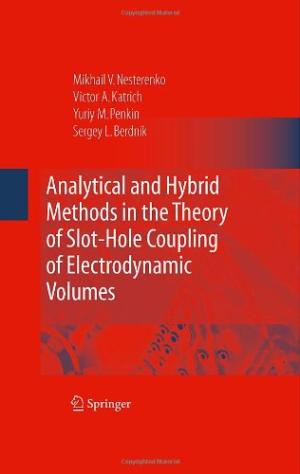 Mikhail V. Nesterenko
Victor A. Katrich
Yuriy M. Penkin
Sergey L. Berdnik
Analytical and Hybrid
Methods in the Theory
of Slot-Hole Coupling
of Electrodynamic
Volumes
Springer